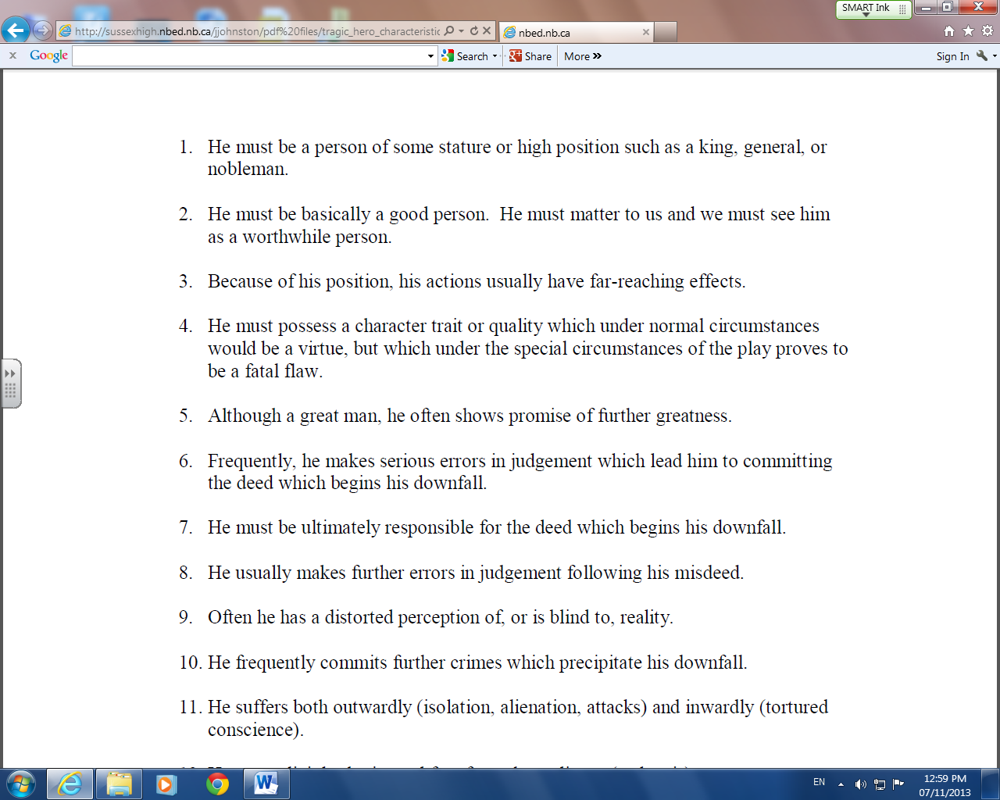 SMART Ink
http://sussexhigh.nbed.nb.ca/jjohnston/pdf%20files/tragic_hero_characteristic
nbed.nb.ca
x Google Search Share More » Sign In
1. He must be a person of some stature or high position such as a king, general, or
nobleman.
2. He must be basically a good person. He must matter to us and we must see him
as a worthwhile person.
3. Because of his position, his actions usually have far-reaching effects.
4. He must possess a character trait or quality which under normal circumstances
would be a virtue, but which under the special circumstances of the play proves to
be a fatal flaw.
5. Although a great man, he often shows promise of further greatness.
6. Frequently, he makes serious errors in judgement which lead him to committing
the deed which begins his downfall.
7. He must be ultimately responsible for the deed which begins his downfall.
8. He usually makes further errors in judgement following his misdeed.
9. Often he has a distorted perception of, or is blind to, reality.
10. He frequently commits further crimes which precipitate his downfall.
11. He suffers both outwardly (isolation, alienation, attacks) and inwardly (tortured
conscience).
EN
12:59 PM
07/11/2013